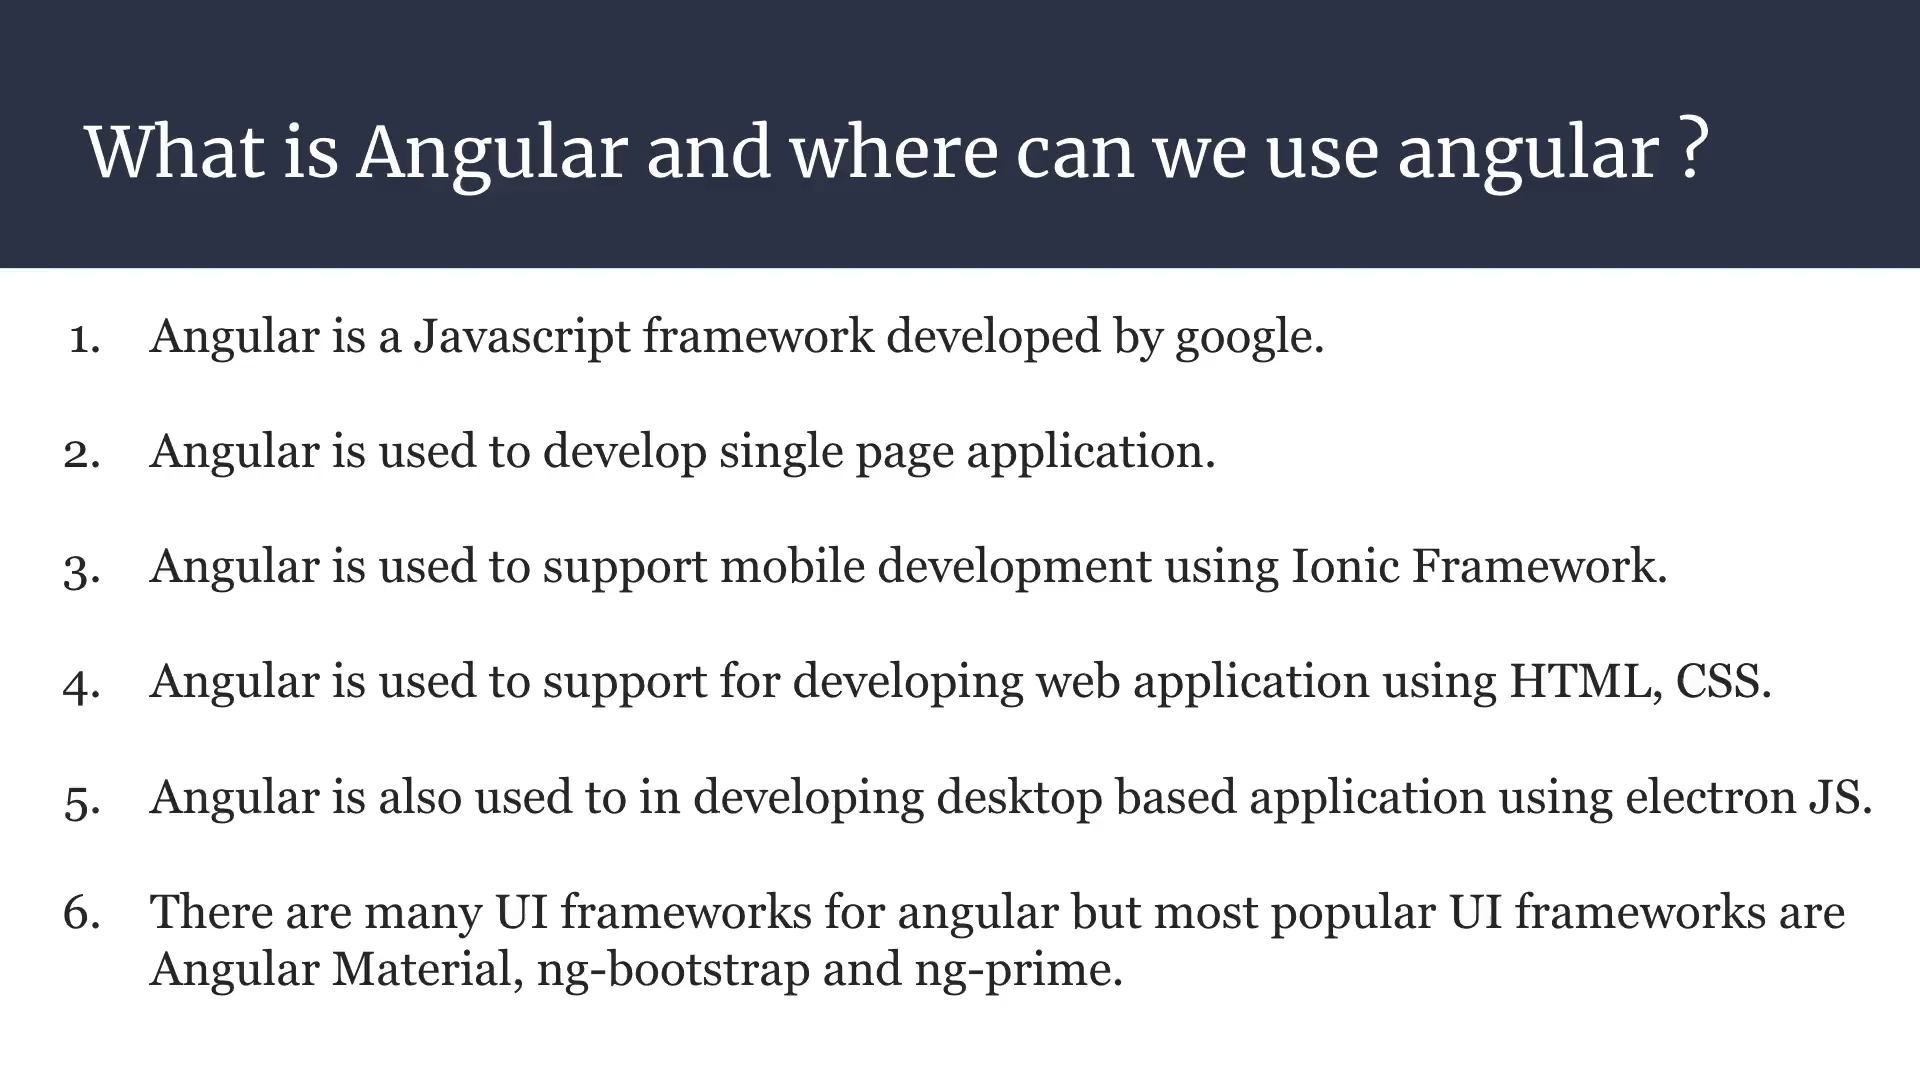 What is Angular and where can we use angular ?
1. Angular is a Javascript framework developed by google.
2. Angular is used to develop single page application.
3. Angular is used to support mobile development using Ionic Framework.
4. Angular is used to support for developing web application using HTML, CSS.
5. Angular is also used to in developing desktop based application using electron JS.
6. There are many UI frameworks for angular but most popular UI frameworks are
Angular Material, ng-bootstrap and ng-prime.